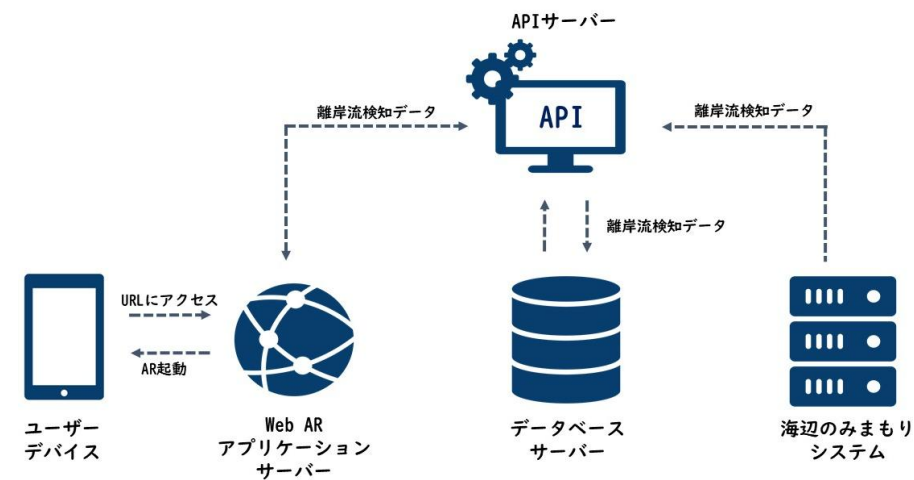 APIサーバー
API
離岸流検知データ
離岸流検知データ
離岸流検知データ
URLにアクセス
AR起動
ユーザー
デバイス
Web AR
アプリケーション
サーバー
データベース
サーバー
海辺のみまもり
システム